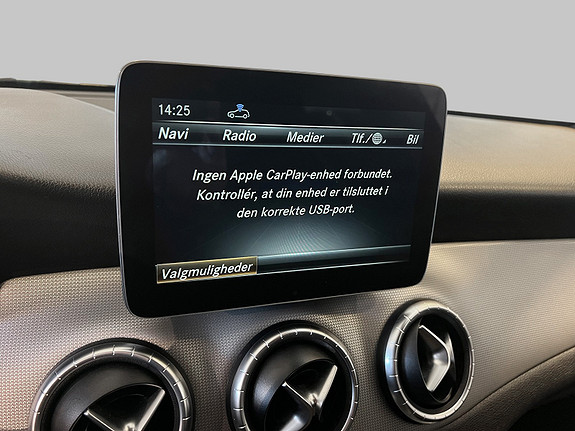 14:25
Navi Radio Medier Tlf./ Bil
Ingen Apple CarPlay-enhed forbundet.
Kontrollér, at din enhed er tilsluttet i
den korrekte USB-port.
Valgmuligheder